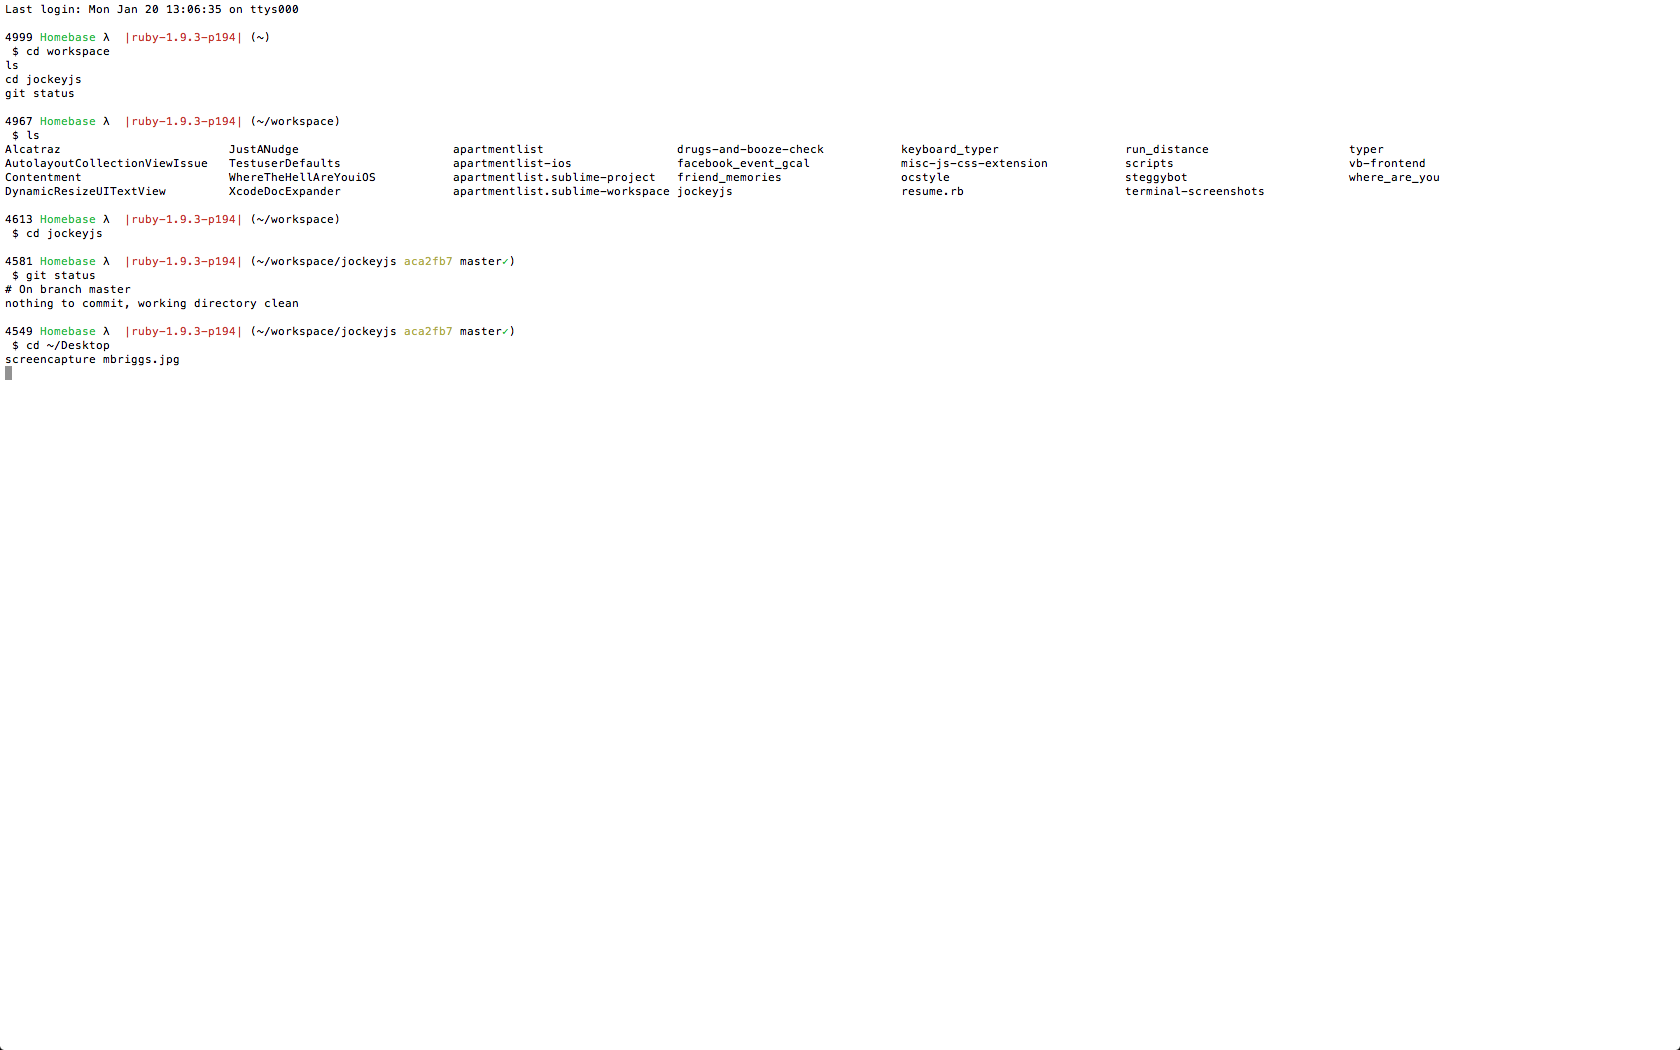 Last login: Mon Jan 20 13:06:35 on ttys000
4999 Homebase λ  |ruby-1.9.3-p194| (~)
 $ cd workspace
ls
cd jockeyjs
git status
4967 Homebase λ  |ruby-1.9.3-p194| (~/workspace)
 $ ls
Alcatraz                        JustANudge                      apartmentlist                   drugs-and-booze-check           keyboard_typer                  run_distance                    typer
AutolayoutCollectionViewIssue   TestuserDefaults                apartmentlist-ios               facebook_event_gcal             misc-js-css-extension           scripts                         vb-frontend
Contentment                     WhereTheHellAreYouiOS           apartmentlist.sublime-project   friend_memories                 ocstyle                         steggybot                       where_are_you
DynamicResizeUITextView         XcodeDocExpander                apartmentlist.sublime-workspace jockeyjs                        resume.rb                       terminal-screenshots
4613 Homebase λ  |ruby-1.9.3-p194| (~/workspace)
 $ cd jockeyjs
4581 Homebase λ  |ruby-1.9.3-p194| (~/workspace/jockeyjs aca2fb7 master✓)
 $ git status
# On branch master
nothing to commit, working directory clean
4549 Homebase λ  |ruby-1.9.3-p194| (~/workspace/jockeyjs aca2fb7 master✓)
 $ cd ~/Desktop
screencapture mbriggs.jpg